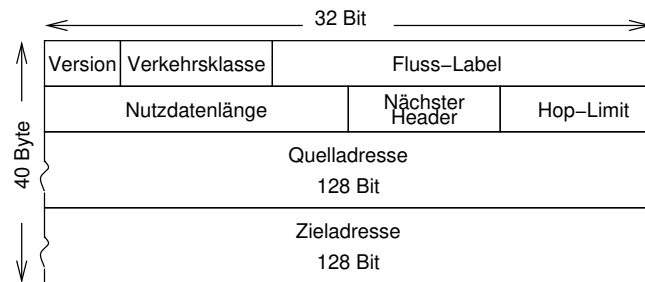 32 Bit
Version Verkehrsklasse Fluss−Label
Nutzdatenlänge Nächster Header Hop−Limit
40 Byte
Quelladresse
128 Bit
Zieladresse
128 Bit